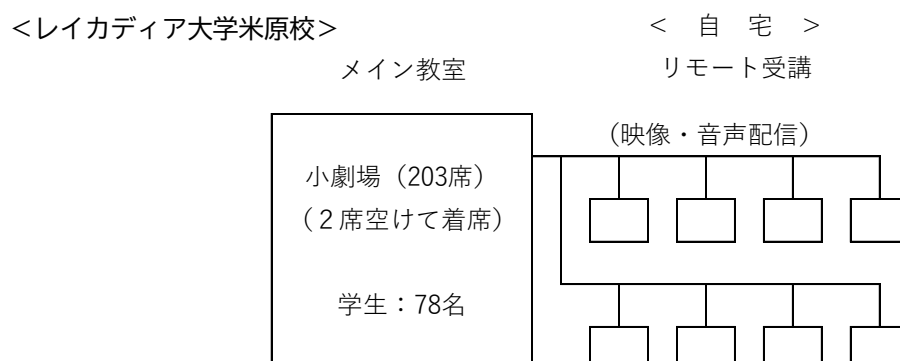 ＜レイカディア大学米原校＞
＜　自　宅　＞
メイン教室
リモート受講
（映像・音声配信）
小劇場（203席）
（２席空けて着席）
学生：78名